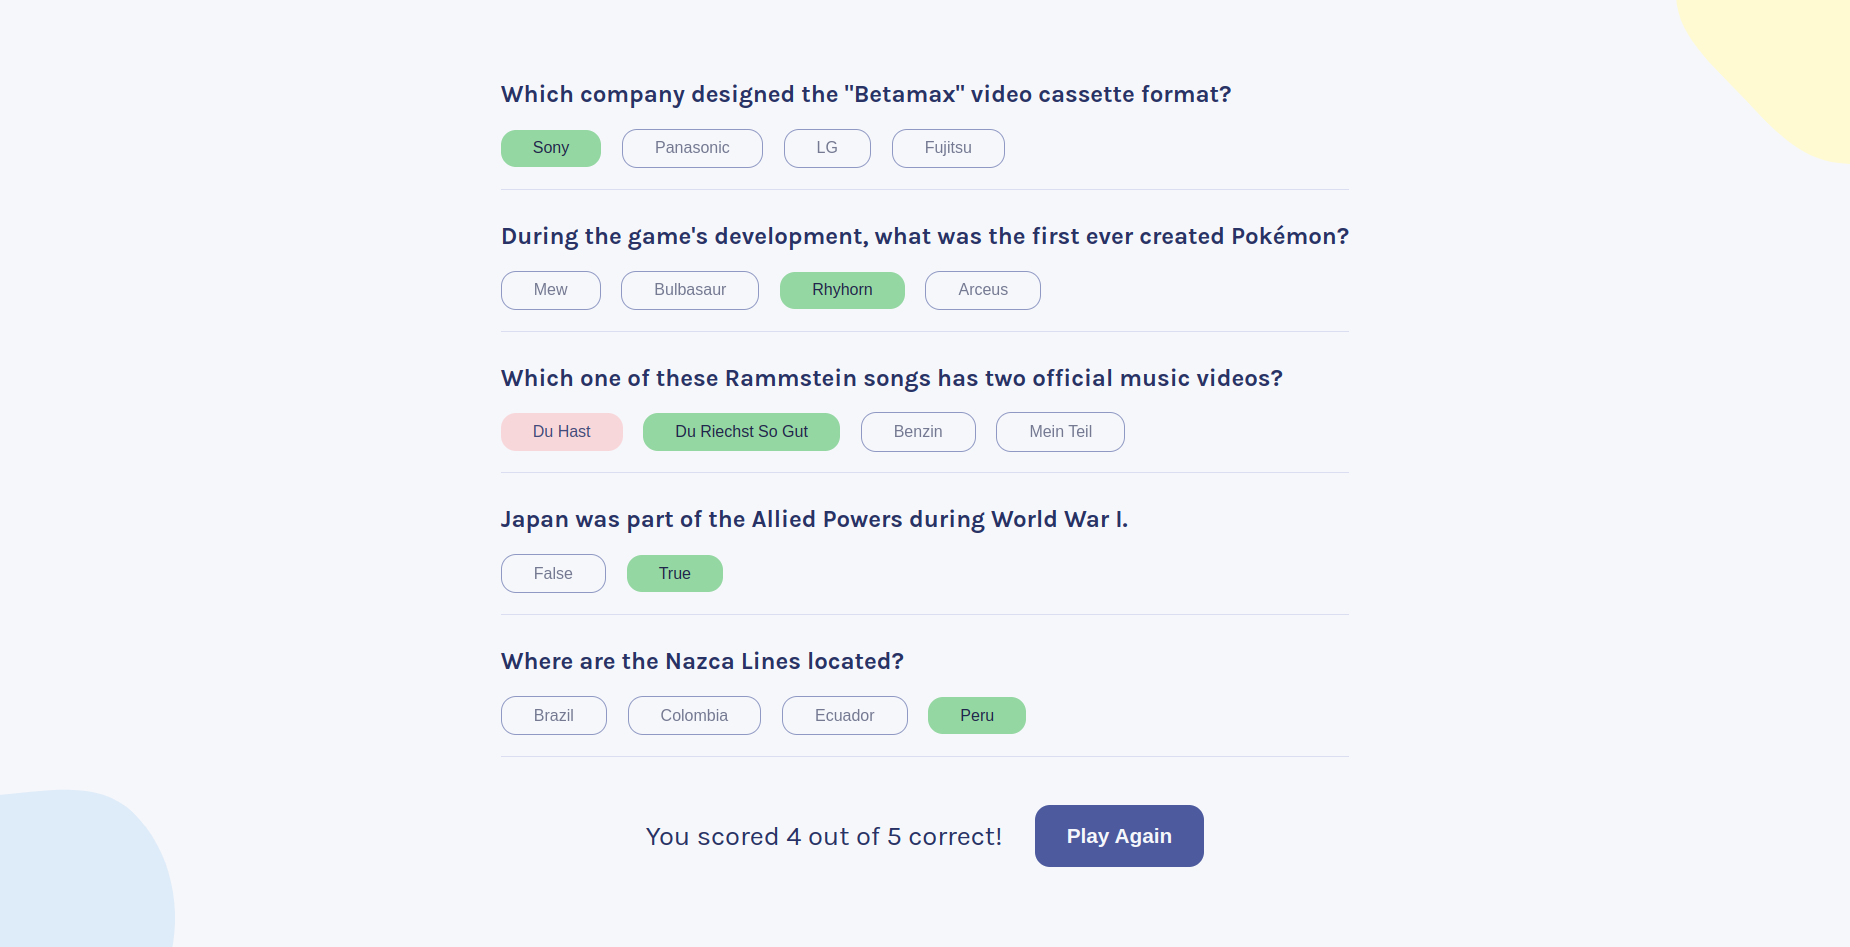 Which company designed the "Betamax" video cassette format?
Sony Panasonic LG Fujitsu
During the game's development, what was the first ever created Pokémon?
Mew Bulbasaur Rhyhorn Arceus
Which one of these Rammstein songs has two official music videos?
Du Hast Du Riechst So Gut Benzin Mein Teil
Japan was part of the Allied Powers during World War I.
False True
Where are the Nazca Lines located?
Brazil Colombia Ecuador Peru
You scored 4 out of 5 correct! Play Again